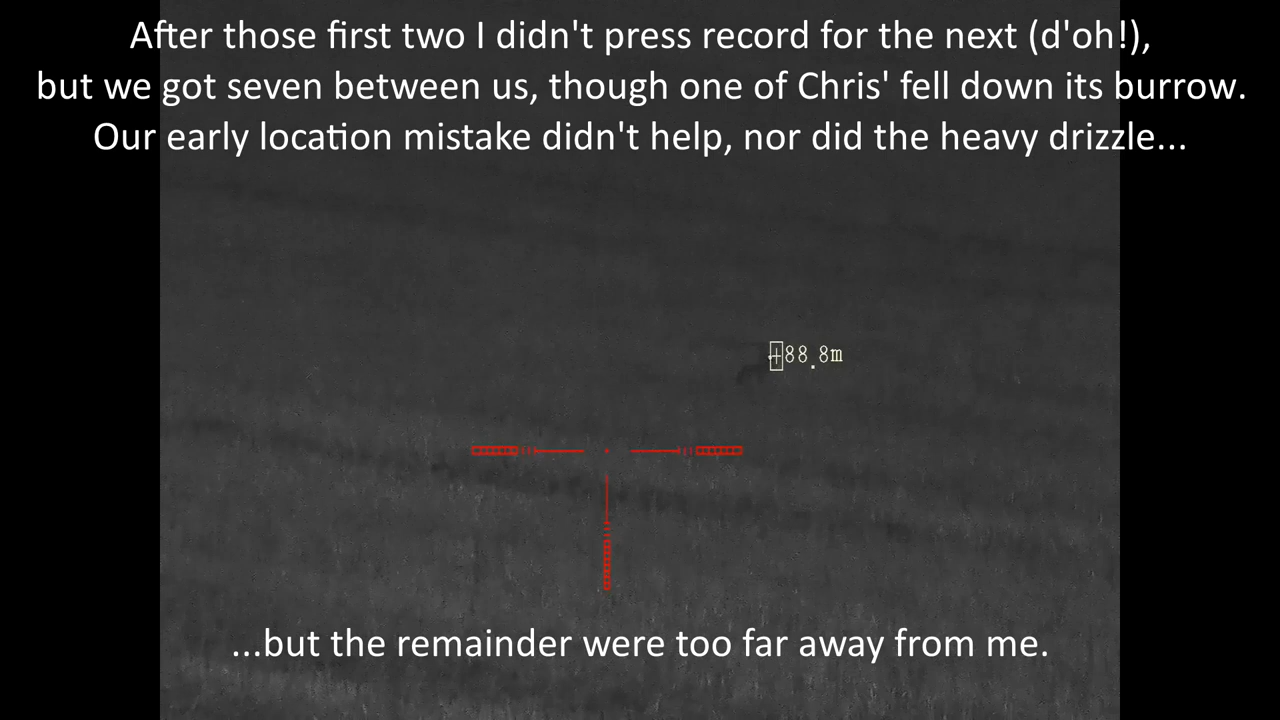 After those first two I didn't press record for the next (d'oh!),
but we got seven between us, though one of Chris' fell down its burrow.
Our early location mistake didn't help, nor did the heavy drizzle...
88.8m
...but the remainder were too far away from me.